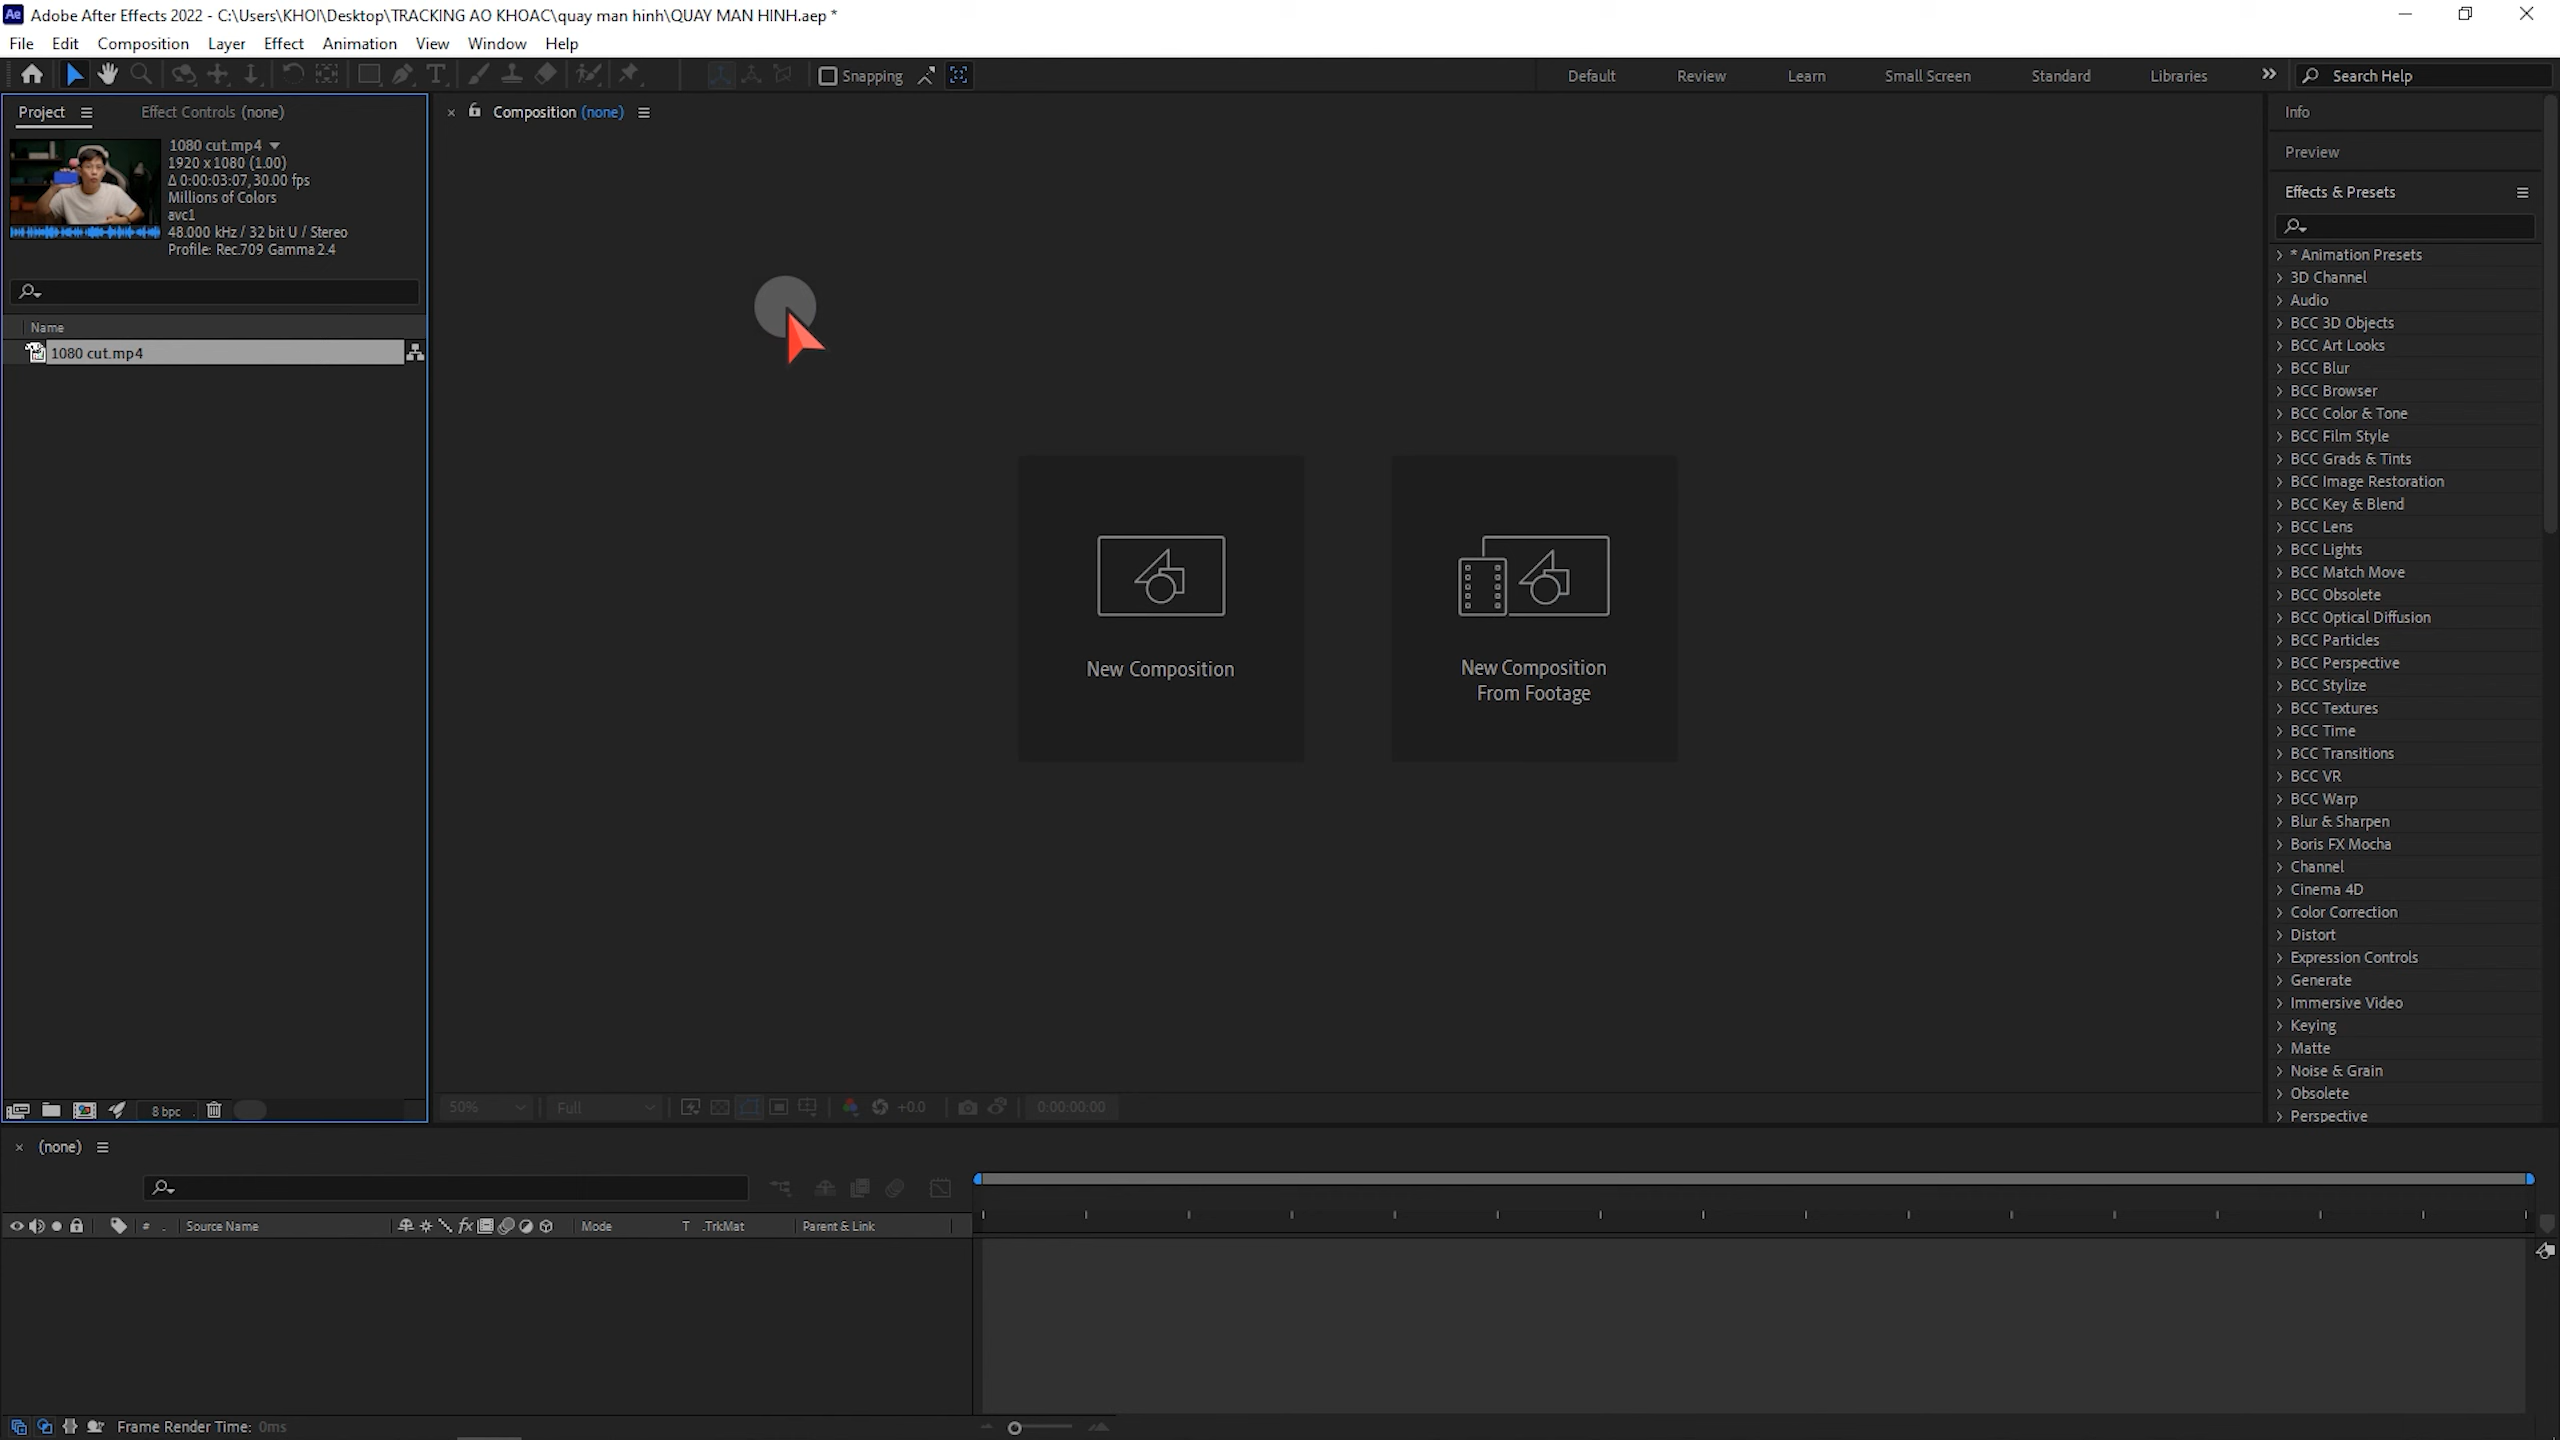 Ae Adobe After Effects 2022 - C:\Users\KHOI\Desktop\TRACKING AO KHOAC\quay man hinh\QUAY MAN HINH.aep *
File Edit Composition Layer Effect Animation View Window Help
Snapping Default Review Learn Small Screen Standard Libraries Search Help
Project Effect Controls (none)
1080 cut.mp4
1920 x 1080 (1.00)
Δ 0:00:03:07, 30.00 fps
Millions of Colors
avc1
48.000 kHz / 32 bit U / Stereo
Profile: Rec.709 Gamma 2.4
Name
1080 cut.mp4
8 bpc
Composition (none)
New Composition
New Composition
From Footage
50% Full +0.0 0:00:00:00
Info
Preview
Effects & Presets
* Animation Presets
3D Channel
Audio
BCC 3D Objects
BCC Art Looks
BCC Blur
BCC Browser
BCC Color & Tone
BCC Film Style
BCC Grads & Tints
BCC Image Restoration
BCC Key & Blend
BCC Lens
BCC Lights
BCC Match Move
BCC Obsolete
BCC Optical Diffusion
BCC Particles
BCC Perspective
BCC Stylize
BCC Textures
BCC Time
BCC Transitions
BCC VR
BCC Warp
Blur & Sharpen
Boris FX Mocha
Channel
Cinema 4D
Color Correction
Distort
Expression Controls
Generate
Immersive Video
Keying
Matte
Noise & Grain
Obsolete
Perspective
(none)
# . Source Name fx Mode T .TrkMat Parent & Link
Frame Render Time: 0ms